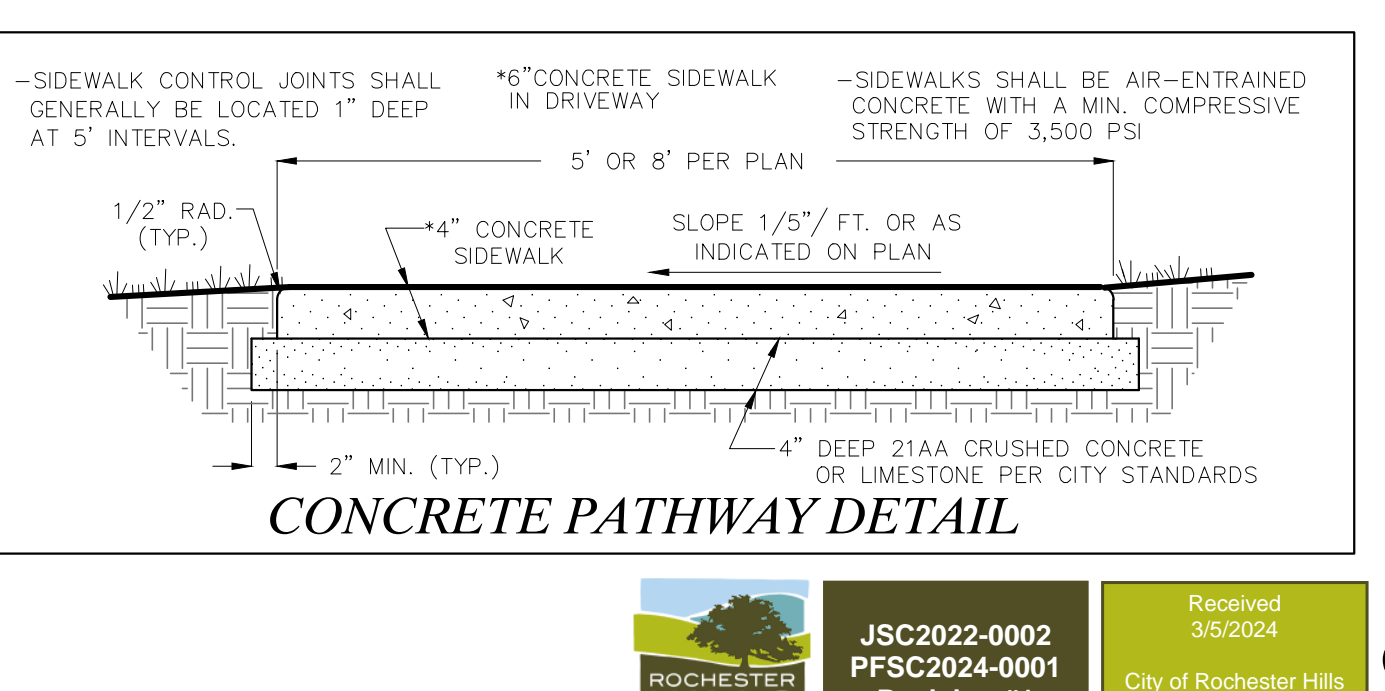 -SIDEWALK CONTROL JOINTS SHALL
GENERALLY BE LOCATED 1" DEEP
AT 5' INTERVALS.
*6"CONCRETE SIDEWALK
IN DRIVEWAY
-SIDEWALKS SHALL BE AIR-ENTRAINED
CONCRETE WITH A MIN. COMPRESSIVE
STRENGTH OF 3,500 PSI
5' OR 8' PER PLAN
1/2" RAD.
(TYP.)
*4" CONCRETE
SIDEWALK
SLOPE 1/5"/ FT. OR AS
INDICATED ON PLAN
2" MIN. (TYP.)
4" DEEP 21AA CRUSHED CONCRETE
OR LIMESTONE PER CITY STANDARDS
CONCRETE PATHWAY DETAIL
ROCHESTER
JSC2022-0002
PFSC2024-0001
Received
3/5/2024
City of Rochester Hills